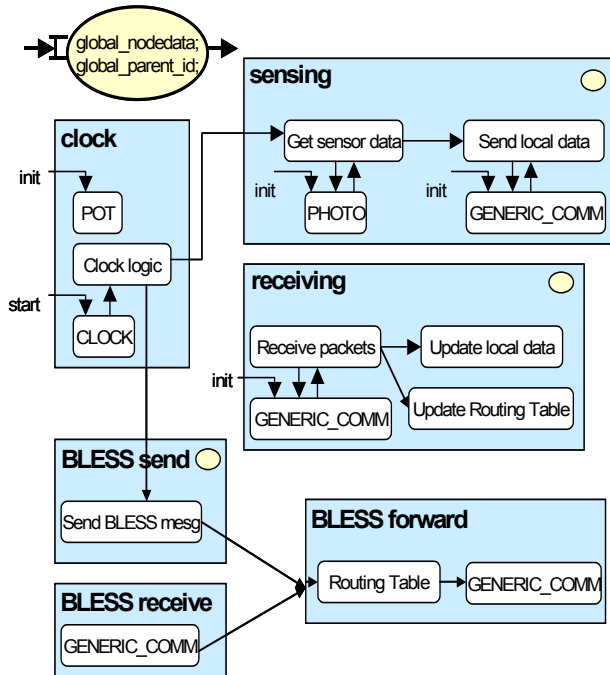 global_nodedata;
global_parent_id;
sensing
Get sensor data
Send local data
init
PHOTO
init
GENERIC_COMM
clock
init
POT
Clock logic
start
CLOCK
receiving
Receive packets
Update local data
init
GENERIC_COMM
Update Routing Table
BLESS send
Send BLESS mesg
BLESS forward
Routing Table
GENERIC_COMM
BLESS receive
GENERIC_COMM